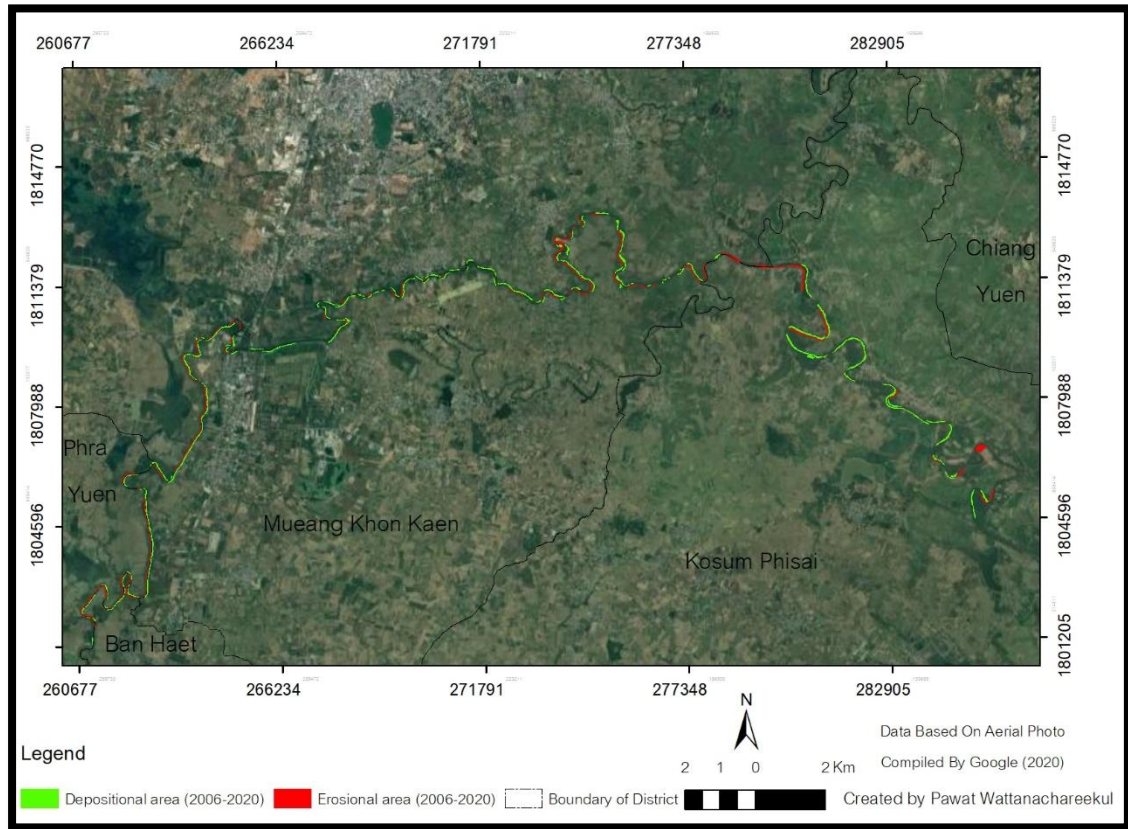 260677 266234 271791 277348 282905
1814770 1814770
Chiang
Yuen
1811379 1811379
1807988 1807988
Phra
Yuen
Mueang Khon Kaen
1804596 1804596
Kosum Phisai
1801205
Ban Haet
260677 266234 271791 277348 282905
N
Data Based On Aerial Photo
Legend
2 1 0 2 Km
Compiled By Google (2020)
Depositional area (2006-2020) Erosional area (2006-2020) Boundary of District
Created by Pawat Wattanachareekul